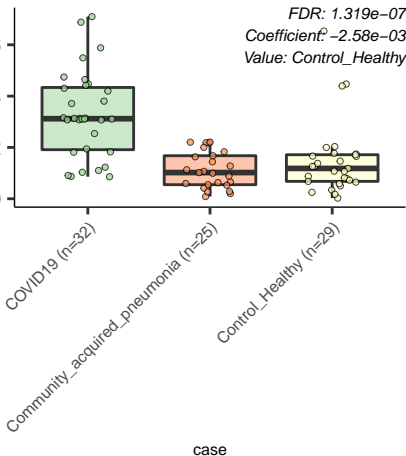 FDR: 1.319e−07
Coefficient: −2.58e−03
Value: Control_Healthy
COVID19 (n=32)
Community_acquired_pneumonia (n=25)
Control_Healthy (n=29)
case